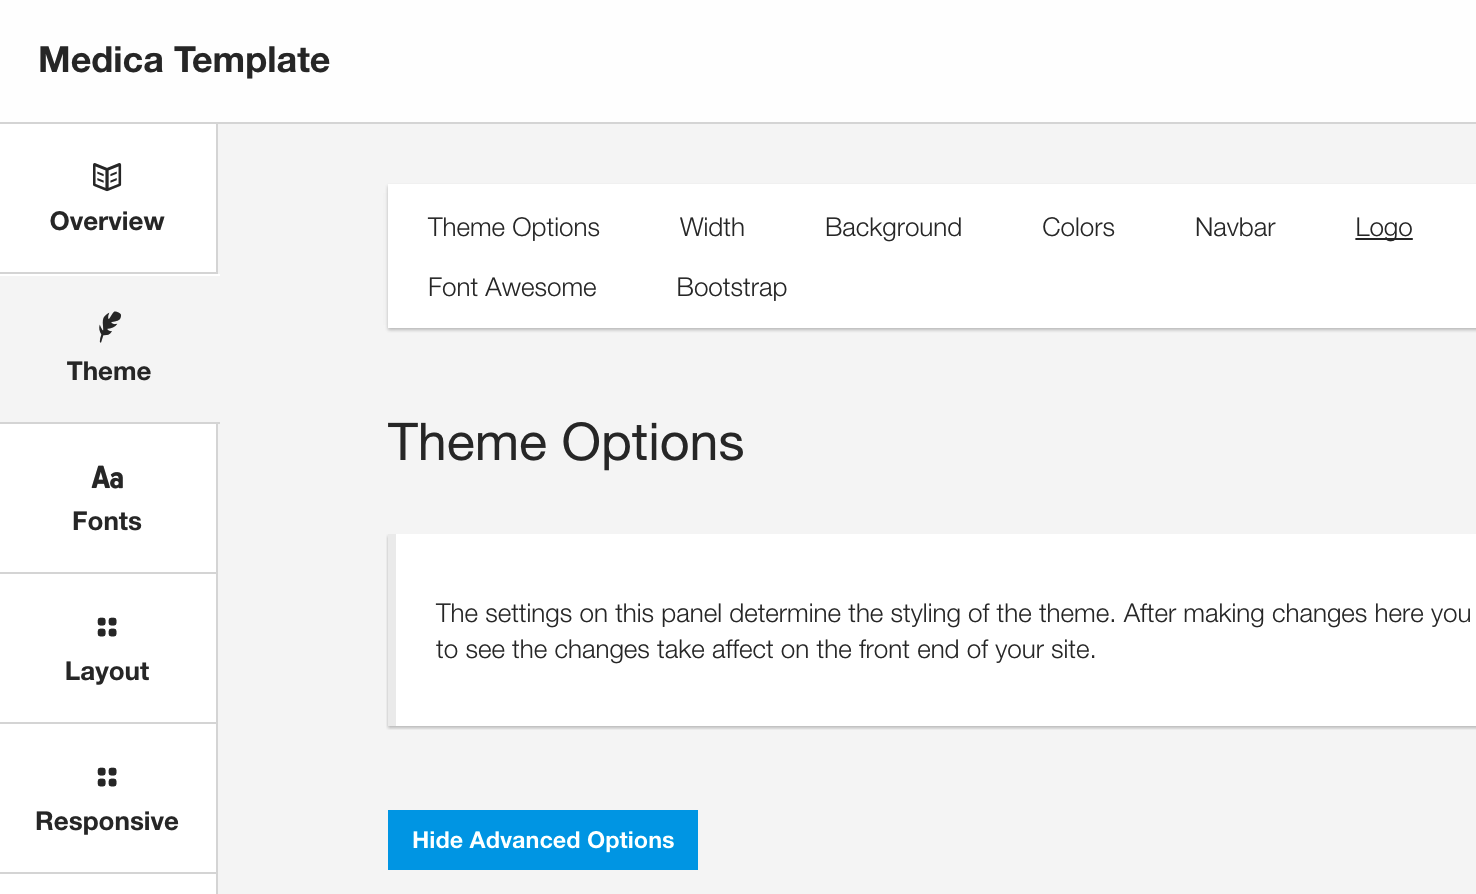 Medica Template
Overview
Theme
Aa
Fonts
Layout
Responsive
Theme Options Width Background Colors Navbar Logo
Font Awesome Bootstrap
Theme Options
The settings on this panel determine the styling of the theme. After making changes here you
to see the changes take affect on the front end of your site.
Hide Advanced Options